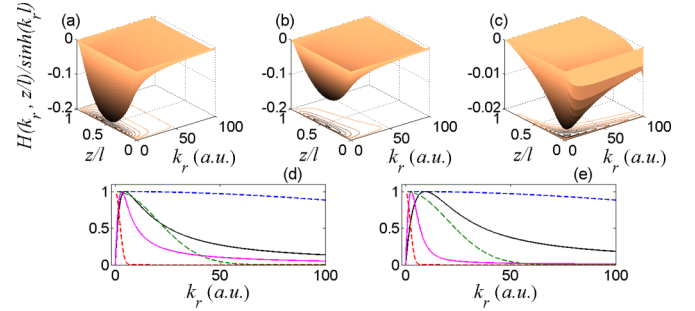 (a) (b) (c)
H(k_r, z/l)/sinh(k_r l)
0 0 0
-0.1 -0.1 -0.01
-0.2 -0.2 -0.02
1 0.5 0 0 50 100 1 0.5 0 0 50 100 1 0.5 0 0 50 100
z/l k_r (a.u.) z/l k_r (a.u.) z/l k_r (a.u.)
(d) (e)
1 1
0.5 0.5
0 0
0 50 100 0 50 100
k_r (a.u.) k_r (a.u.)